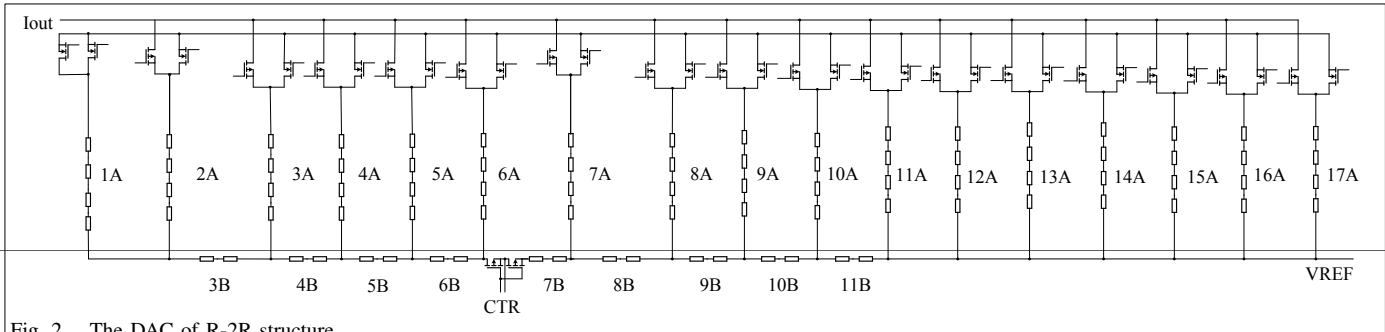 Iout
1A 2A 3A 4A 5A 6A 7A 8A 9A 10A 11A 12A 13A 14A 15A 16A 17A
3B 4B 5B 6B 7B 8B 9B 10B 11B VREF
CTR
Fig. 2 The DAC of R-2R structure